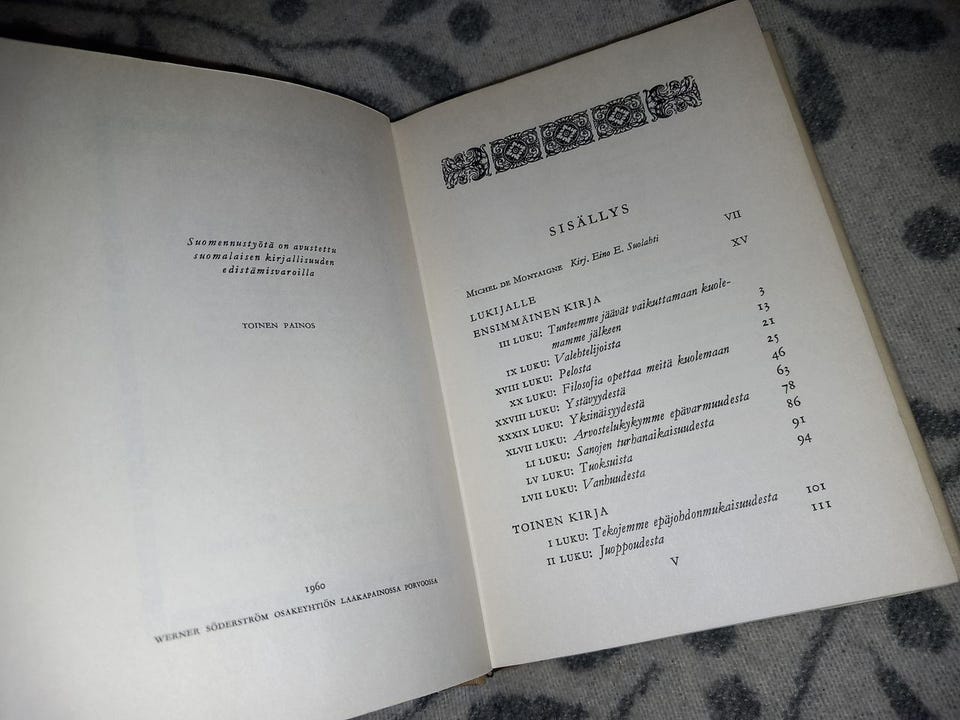 Suomennustyötä on avustettu
suomalaisen kirjallisuuden
edistämisvaroilla
TOINEN PAINOS
1960
WERNER SÖDERSTRÖM OSAKEYHTIÖN LAAKAPAINOSSA PORVOOSSA
SISÄLLYS
MICHEL DE MONTAIGNE Kirj. Eino E. Suolahti VII
LUKIJALLE XV
ENSIMMÄINEN KIRJA
III LUKU: Tunteemme jäävät vaikuttamaan kuole-
mamme jälkeen 3
IX LUKU: Valehtelijoista 13
XVIII LUKU: Pelosta 21
XX LUKU: Filosofia opettaa meitä kuolemaan 25
XXVIII LUKU: Ystävyydestä 46
XXXIX LUKU: Yksinäisyydestä 63
XLVII LUKU: Arvostelukykymme epävarmuudesta 78
LI LUKU: Sanojen turhanaikaisuudesta 86
LV LUKU: Tuoksuista 91
LVII LUKU: Vanhuudesta 94
TOINEN KIRJA
I LUKU: Tekojemme epäjohdonmukaisuudesta 101
II LUKU: Juoppoudesta 111
V